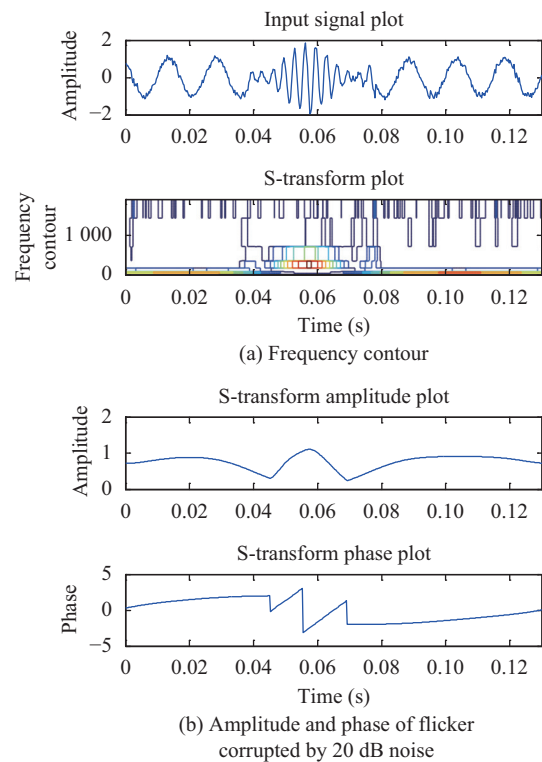 Input signal plot
Amplitude
2
0
−2
0 0.02 0.04 0.06 0.08 0.10 0.12
S-transform plot
Frequency
contour
1 000
0
0 0.02 0.04 0.06 0.08 0.10 0.12
Time (s)
(a) Frequency contour
S-transform amplitude plot
Amplitude
2
1
0
0 0.02 0.04 0.06 0.08 0.10 0.12
S-transform phase plot
Phase
5
0
−5
0 0.02 0.04 0.06 0.08 0.10 0.12
Time (s)
(b) Amplitude and phase of flicker
corrupted by 20 dB noise